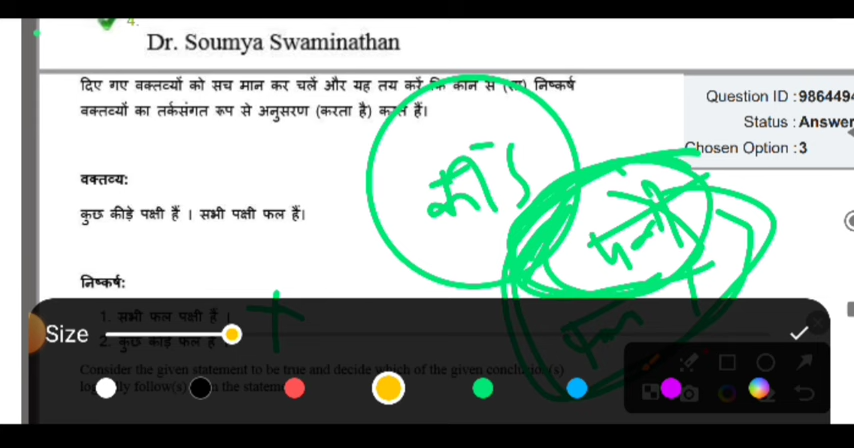 4.
Dr. Soumya Swaminathan
दिए गए वक्तव्यों को सच मान कर चलें और यह तय करें कि कौन से (सा) निष्कर्ष
वक्तव्यों का तर्कसंगत रूप से अनुसरण (करता है) करते हैं।
Question ID : 9864494
Status : Answer
Chosen Option : 3
वक्तव्य:
कुछ कीड़े पक्षी हैं । सभी पक्षी फल हैं।
निष्कर्ष:
1. सभी फल पक्षी हैं ।
2. कुछ कीड़े फल हैं
Size
Consider the given statement to be true and decide which of the given conclusion(s)
follow(s) the
पक्षी
फल